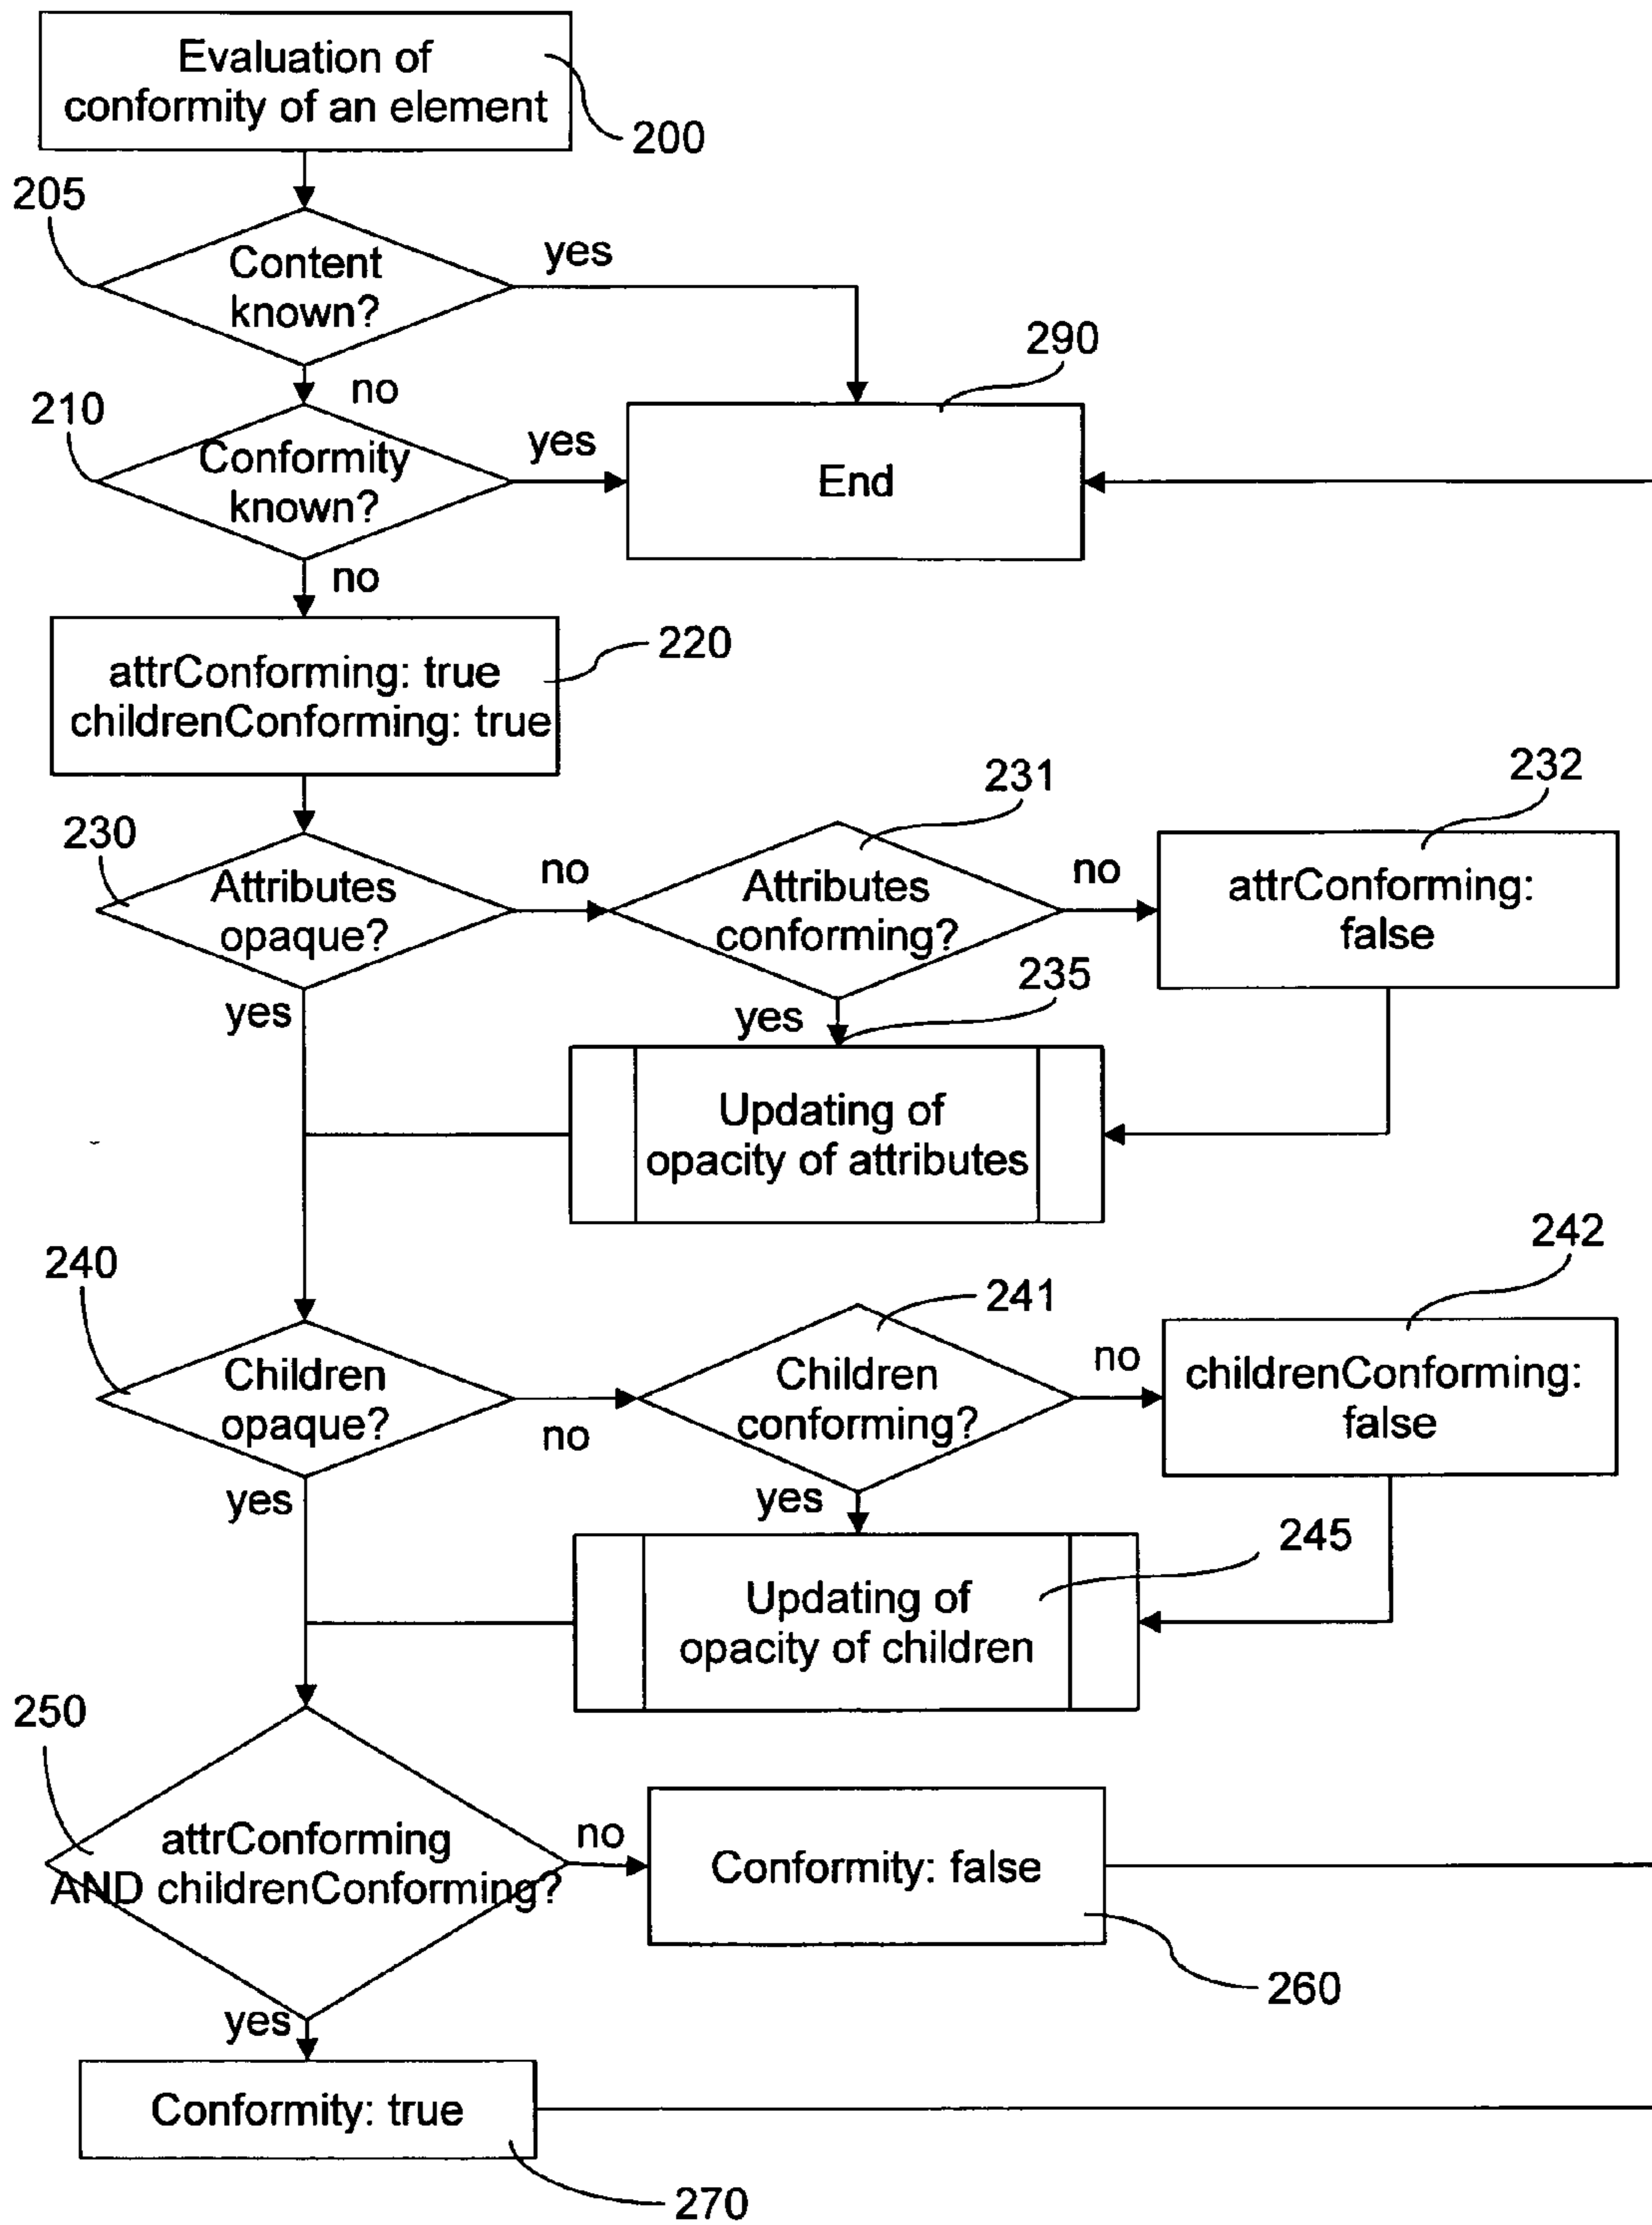 Evaluation of
conformity of an element
200
205
Content
known?
yes
no
290
210
Conformity
known?
yes
End
no
attrConforming: true
childrenConforming: true
220
230
Attributes
opaque?
no
yes
231
Attributes
conforming?
no
yes
232
attrConforming:
false
235
Updating of
opacity of attributes
240
Children
opaque?
no
yes
241
Children
conforming?
no
yes
242
childrenConforming:
false
245
Updating of
opacity of children
250
attrConforming
AND childrenConforming?
no
yes
Conformity: false
260
Conformity: true
270